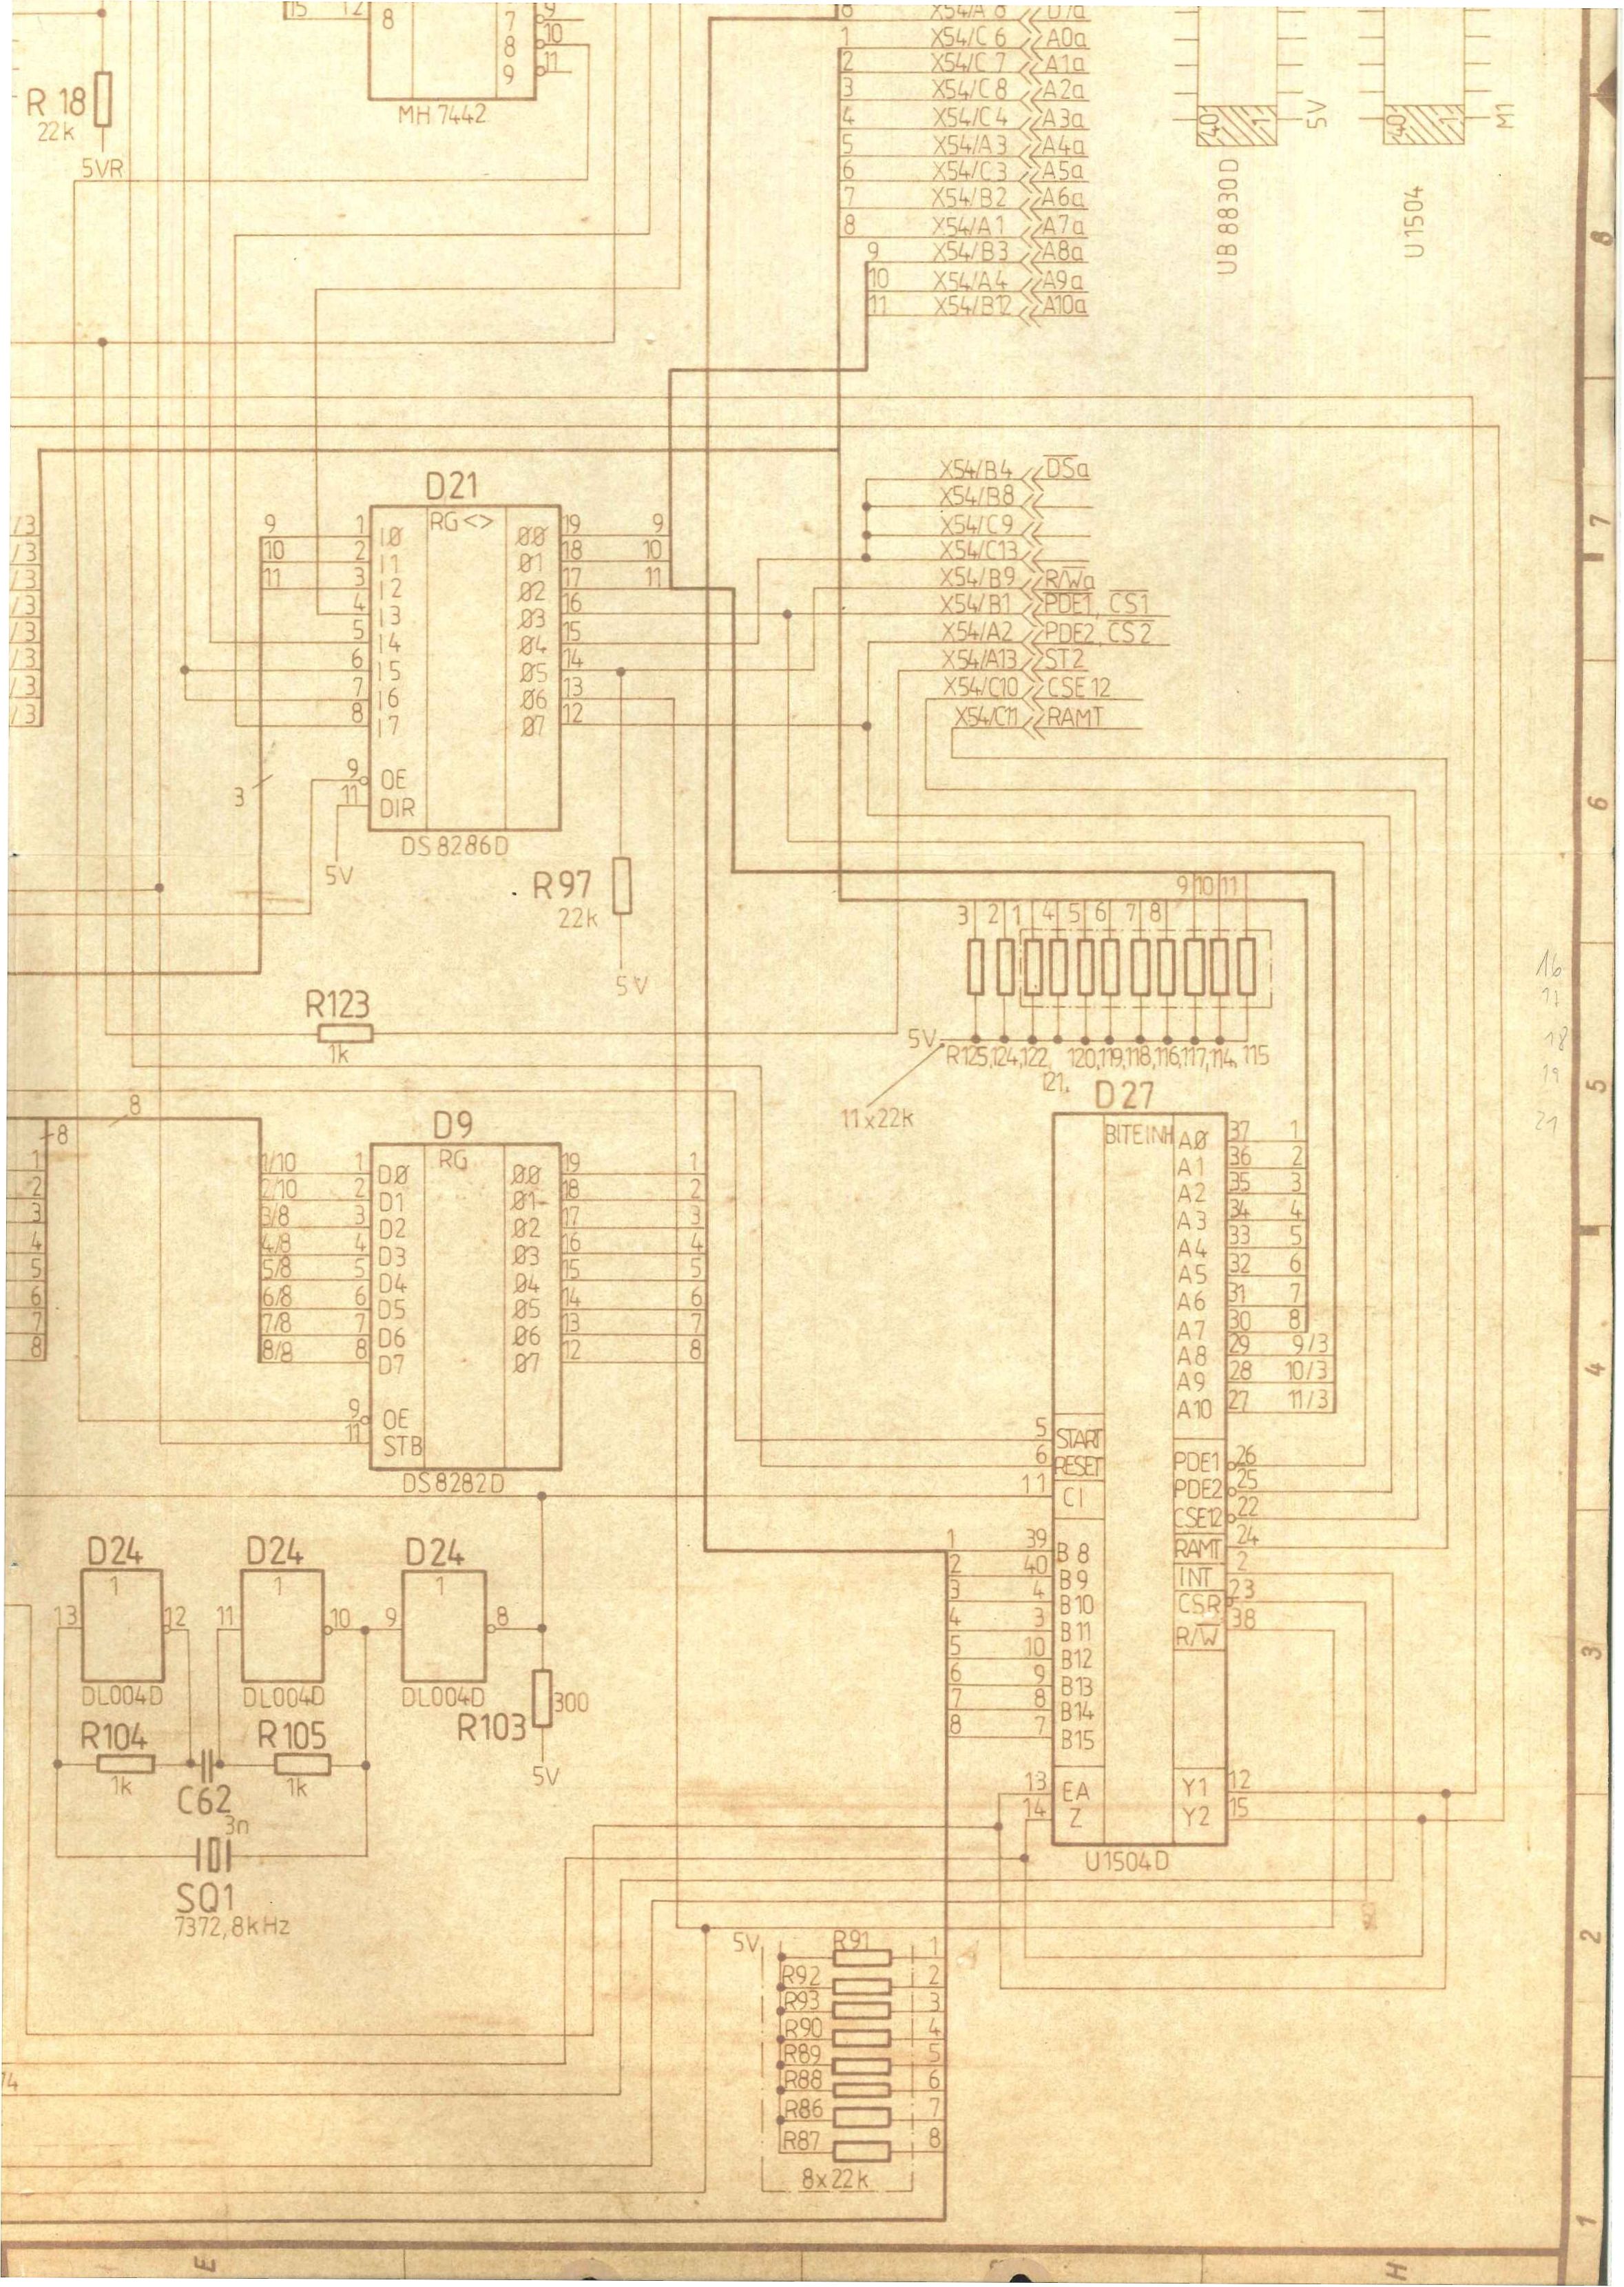 15 12 8 7 8 9 9 10 11
MH 7442
R 18
22k
5VR
8 X54/A 8 D7a
1 X54/C 6 A0a
2 X54/C 7 A1a
3 X54/C 8 A2a
4 X54/C 4 A3a
5 X54/A3 A4a
6 X54/C3 A5a
7 X54/B2 A6a
8 X54/A1 A7a
9 X54/B3 A8a
10 X54/A4 A9a
11 X54/B12 A10a
40 1 5V
UB 8830D
40 1 M1
U1504
8
7
6
5
4
3
2
1
X54/B4 DSa
X54/B8
X54/C9
X54/C13
X54/B9 R/Wa
X54/B1 PDE1, CS1
X54/A2 PDE2, CS2
X54/A13 ST2
X54/C10 CSE12
X54/C11 RAMT
D21
RG<>
/3
/3
/3
/3
/3
/3
/3
/3
9 1 I0 Ø0 19 9
10 2 I1 Ø1 18 10
11 3 I2 Ø2 17 11
4 I3 Ø3 16
5 I4 Ø4 15
6 I5 Ø5 14
7 I6 Ø6 13
8 I7 Ø7 12
9 OE
11 DIR
3
5V
DS8286D
R97
22k
5V
R123
1k
9 10 11
3 2 1 4 5 6 7 8
5V
R125,124,122, 120,119,118,116,117,114, 115
121,
11x22k
16
17
18
19
21
8
8
1
2
3
4
5
6
7
8
D9
RG
1/10 1 D0 Ø0 19 1
2/10 2 D1 Ø1 18 2
3/8 3 D2 Ø2 17 3
4/8 4 D3 Ø3 16 4
5/8 5 D4 Ø4 15 5
6/8 6 D5 Ø5 14 6
7/8 7 D6 Ø6 13 7
8/8 8 D7 Ø7 12 8
9 OE
11 STB
DS8282D
D27
BITEINH
A0 37 1
A1 36 2
A2 35 3
A3 34 4
A4 33 5
A5 32 6
A6 31 7
A7 30 8
A8 29 9/3
A9 28 10/3
A10 27 11/3
5 START
6 RESET
11 CI
PDE1 26
PDE2 25
CSE12 22
RAMT 24
INT 2
CSR 23
R/W 38
1 39 B8
2 40 B9
3 4 B10
4 3 B11
5 10 B12
6 9 B13
7 8 B14
8 7 B15
13 EA Y1 12
14 Z Y2 15
U1504D
D24 D24 D24
1 1 1
13 12 11 10 9 8
DL004D DL004D DL004D
R104 R105
1k 1k
R103
300
5V
C62
3n
SQ1
7372,8kHz
14
5V
R91 1
R92 2
R93 3
R90 4
R89 5
R88 6
R86 7
R87 8
8x22k
E
H